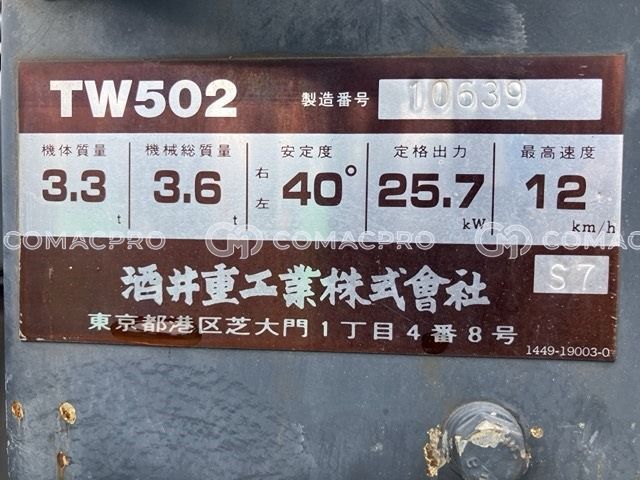 TW502 製造番号 10639
機体質量 機械総質量 安定度 定格出力 最高速度
3.3 t 3.6 t 右 左 40° 25.7 kW 12 km/h
COMACPRO COMACPRO COMACPRO
酒井重工業株式會社 S7
東京都港区芝大門1丁目4番8号
1449-19003-0